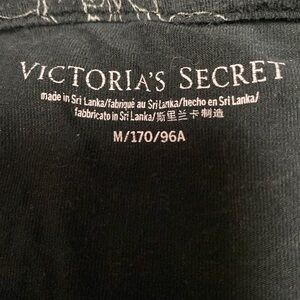 VICTORIA'S SECRET
made in Sri Lanka/fabriqué au Sri Lanka/hecho en Sri Lanka/
fabbricato in Sri Lanka/斯里兰卡制造
M/170/96A